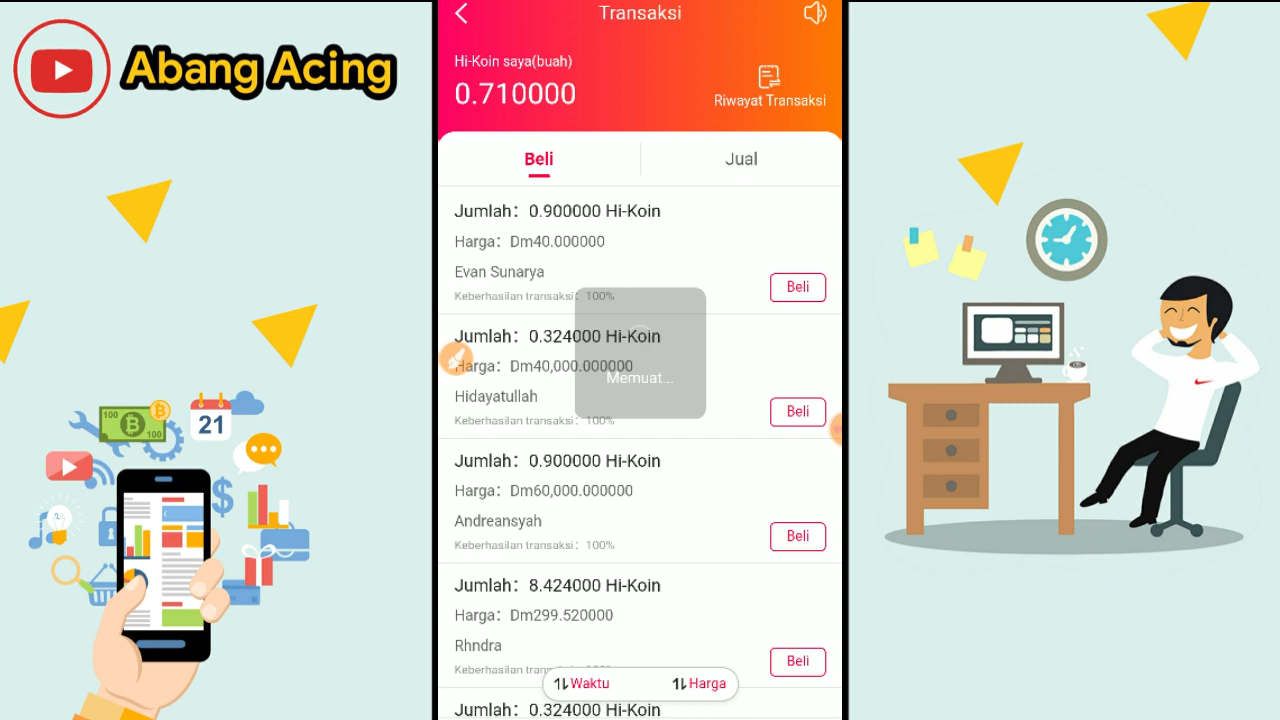 Abang Acing
Transaksi
Hi-Koin saya(buah)
0.710000
Riwayat Transaksi
Beli
Jual
Jumlah: 0.900000 Hi-Koin
Harga: Dm40.000000
Evan Sunarya
Keberhasilan transaksi: 100%
Beli
Jumlah: 0.324000 Hi-Koin
Harga: Dm40,000.000000
Memuat...
Hidayatullah
Keberhasilan transaksi: 100%
Beli
Jumlah: 0.900000 Hi-Koin
Harga: Dm60,000.000000
Andreansyah
Keberhasilan transaksi: 100%
Beli
Jumlah: 8.424000 Hi-Koin
Harga: Dm299.520000
Rhndra
Keberhasilan
Beli
Waktu
Harga
Jumlah: 0.324000 Hi-Koin
100
100
21